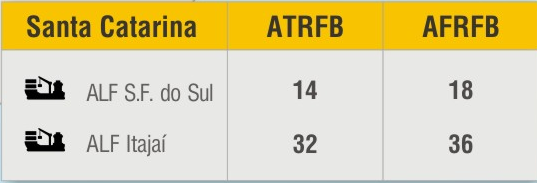 Santa Catarina ATRFB AFRFB
ALF S.F. do Sul 14 18
ALF Itajaí 32 36